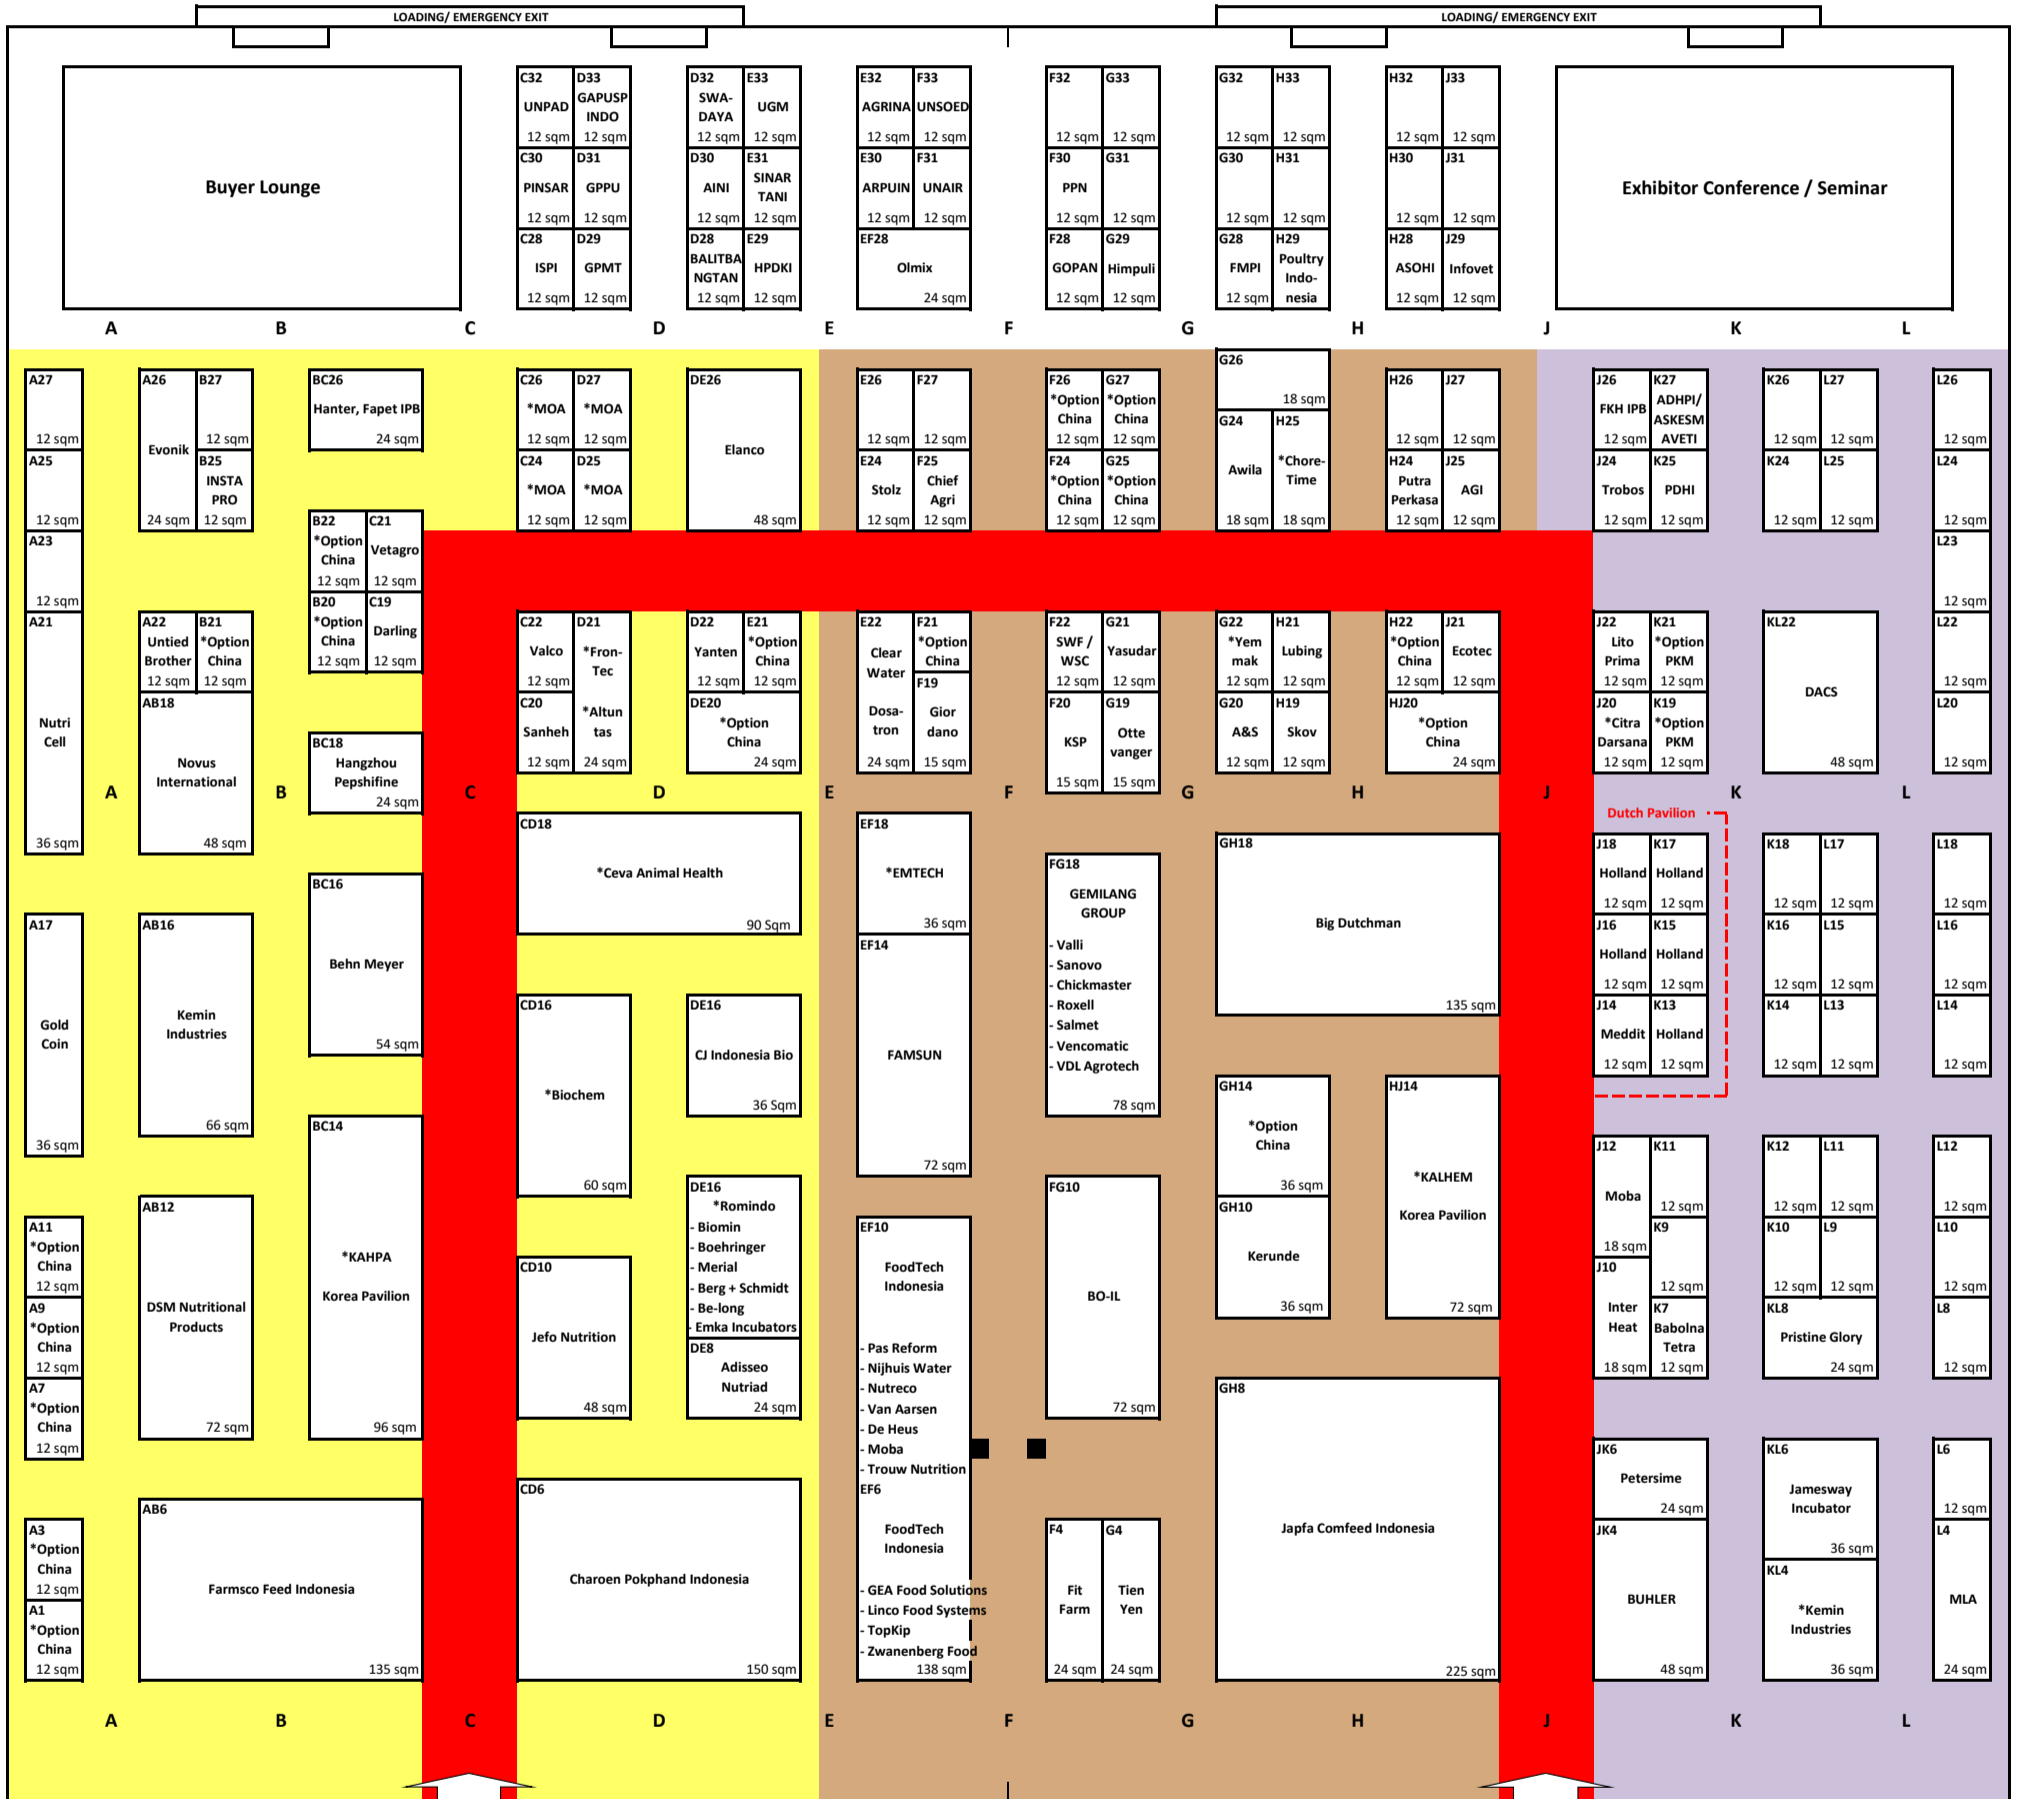 LOADING/ EMERGENCY EXIT
LOADING/ EMERGENCY EXIT
Buyer Lounge
C32
UNPAD
12 sqm
D33
GAPUSP
INDO
12 sqm
D32
SWA-
DAYA
12 sqm
E33
UGM
12 sqm
E32
AGRINA
12 sqm
F33
UNSOED
12 sqm
F32
12 sqm
G33
12 sqm
G32
12 sqm
H33
12 sqm
H32
12 sqm
J33
12 sqm
Exhibitor Conference / Seminar
C30
PINSAR
12 sqm
D31
GPPU
12 sqm
D30
AINI
12 sqm
E31
SINAR
TANI
12 sqm
E30
ARPUIN
12 sqm
F31
UNAIR
12 sqm
F30
PPN
12 sqm
G31
12 sqm
G30
12 sqm
H31
12 sqm
H30
12 sqm
J31
12 sqm
C28
ISPI
12 sqm
D29
GPMT
12 sqm
D28
BALITBA
NGTAN
12 sqm
E29
HPDKI
12 sqm
EF28
Olmix
24 sqm
F28
GOPAN
12 sqm
G29
Himpuli
12 sqm
G28
FMPI
12 sqm
H29
Poultry
Indo-
nesia
H28
ASOHI
12 sqm
J29
Infovet
12 sqm
A B C D E F G H J K L
A27
12 sqm
A26
Evonik
24 sqm
B27
12 sqm
BC26
Hanter, Fapet IPB
24 sqm
C26
*MOA
12 sqm
D27
*MOA
12 sqm
DE26
Elanco
48 sqm
E26
12 sqm
F27
12 sqm
F26
*Option
China
12 sqm
G27
*Option
China
12 sqm
G26
18 sqm
H26
12 sqm
J27
12 sqm
J26
FKH IPB
12 sqm
K27
ADHPI/
ASKESM
AVETI
K26
12 sqm
L27
12 sqm
L26
12 sqm
A25
12 sqm
B25
INSTA
PRO
12 sqm
C24
*MOA
12 sqm
D25
*MOA
12 sqm
E24
Stolz
12 sqm
F25
Chief
Agri
12 sqm
F24
*Option
China
12 sqm
G25
*Option
China
12 sqm
G24
Awila
18 sqm
H25
*Chore-
Time
18 sqm
H24
Putra
Perkasa
12 sqm
J25
AGI
12 sqm
J24
Trobos
12 sqm
K25
PDHI
12 sqm
K24
12 sqm
L25
12 sqm
L24
12 sqm
A23
12 sqm
B22
*Option
China
12 sqm
C21
Vetagro
12 sqm
L23
12 sqm
B20
*Option
China
12 sqm
C19
Darling
12 sqm
A21
Nutri
Cell
36 sqm
A22
Untied
Brother
12 sqm
B21
*Option
China
12 sqm
C22
Valco
12 sqm
D21
*Fron-
Tec
*Altun
tas
24 sqm
D22
Yanten
12 sqm
E21
*Option
China
12 sqm
E22
Clear
Water
Dosa-
tron
24 sqm
F21
*Option
China
F19
Gior
dano
15 sqm
F22
SWF /
WSC
12 sqm
G21
Yasudar
12 sqm
G22
*Yem
mak
12 sqm
H21
Lubing
12 sqm
H22
*Option
China
12 sqm
J21
Ecotec
12 sqm
J22
Lito
Prima
12 sqm
K21
*Option
PKM
12 sqm
KL22
DACS
48 sqm
L22
12 sqm
AB18
Novus
International
48 sqm
BC18
Hangzhou
Pepshifine
24 sqm
C20
Sanheh
12 sqm
DE20
*Option
China
24 sqm
F20
KSP
15 sqm
G19
Otte
vanger
15 sqm
G20
A&S
12 sqm
H19
Skov
12 sqm
HJ20
*Option
China
24 sqm
J20
*Citra
Darsana
12 sqm
K19
*Option
PKM
12 sqm
L20
12 sqm
A B C D E F G H J K L
Dutch Pavilion
CD18
*Ceva Animal Health
90 Sqm
EF18
*EMTECH
36 sqm
FG18
GEMILANG
GROUP
- Valli
- Sanovo
- Chickmaster
- Roxell
- Salmet
- Vencomatic
- VDL Agrotech
78 sqm
GH18
Big Dutchman
135 sqm
J18
Holland
12 sqm
K17
Holland
12 sqm
K18
12 sqm
L17
12 sqm
L18
12 sqm
BC16
Behn Meyer
54 sqm
A17
Gold
Coin
36 sqm
AB16
Kemin
Industries
66 sqm
EF14
FAMSUN
72 sqm
J16
Holland
12 sqm
K15
Holland
12 sqm
K16
12 sqm
L15
12 sqm
L16
12 sqm
CD16
*Biochem
60 sqm
DE16
CJ Indonesia Bio
36 Sqm
J14
Meddit
12 sqm
K13
Holland
12 sqm
K14
12 sqm
L13
12 sqm
L14
12 sqm
GH14
*Option
China
36 sqm
HJ14
*KALHEM
Korea Pavilion
72 sqm
BC14
*KAHPA
Korea Pavilion
96 sqm
J12
Moba
18 sqm
K11
12 sqm
K12
12 sqm
L11
12 sqm
L12
12 sqm
DE16
*Romindo
- Biomin
- Boehringer
- Merial
- Berg + Schmidt
- Be-long
- Emka Incubators
FG10
BO-IL
72 sqm
GH10
Kerunde
36 sqm
AB12
DSM Nutritional
Products
72 sqm
A11
*Option
China
12 sqm
EF10
FoodTech
Indonesia
- Pas Reform
- Nijhuis Water
- Nutreco
- Van Aarsen
- De Heus
- Moba
- Trouw Nutrition
K9
12 sqm
K10
12 sqm
L9
12 sqm
L10
12 sqm
CD10
Jefo Nutrition
48 sqm
J10
Inter
Heat
18 sqm
A9
*Option
China
12 sqm
K7
Babolna
Tetra
12 sqm
KL8
Pristine Glory
24 sqm
L8
12 sqm
DE8
Adisseo
Nutriad
24 sqm
A7
*Option
China
12 sqm
GH8
Japfa Comfeed Indonesia
225 sqm
JK6
Petersime
24 sqm
KL6
Jamesway
Incubator
36 sqm
L6
12 sqm
CD6
Charoen Pokphand Indonesia
150 sqm
EF6
FoodTech
Indonesia
- GEA Food Solutions
- Linco Food Systems
- TopKip
- Zwanenberg Food
138 sqm
AB6
Farmsco Feed Indonesia
135 sqm
A3
*Option
China
12 sqm
F4
Fit
Farm
24 sqm
G4
Tien
Yen
24 sqm
JK4
BUHLER
48 sqm
L4
MLA
24 sqm
KL4
*Kemin
Industries
36 sqm
A1
*Option
China
12 sqm
A B C D E F G H J K L